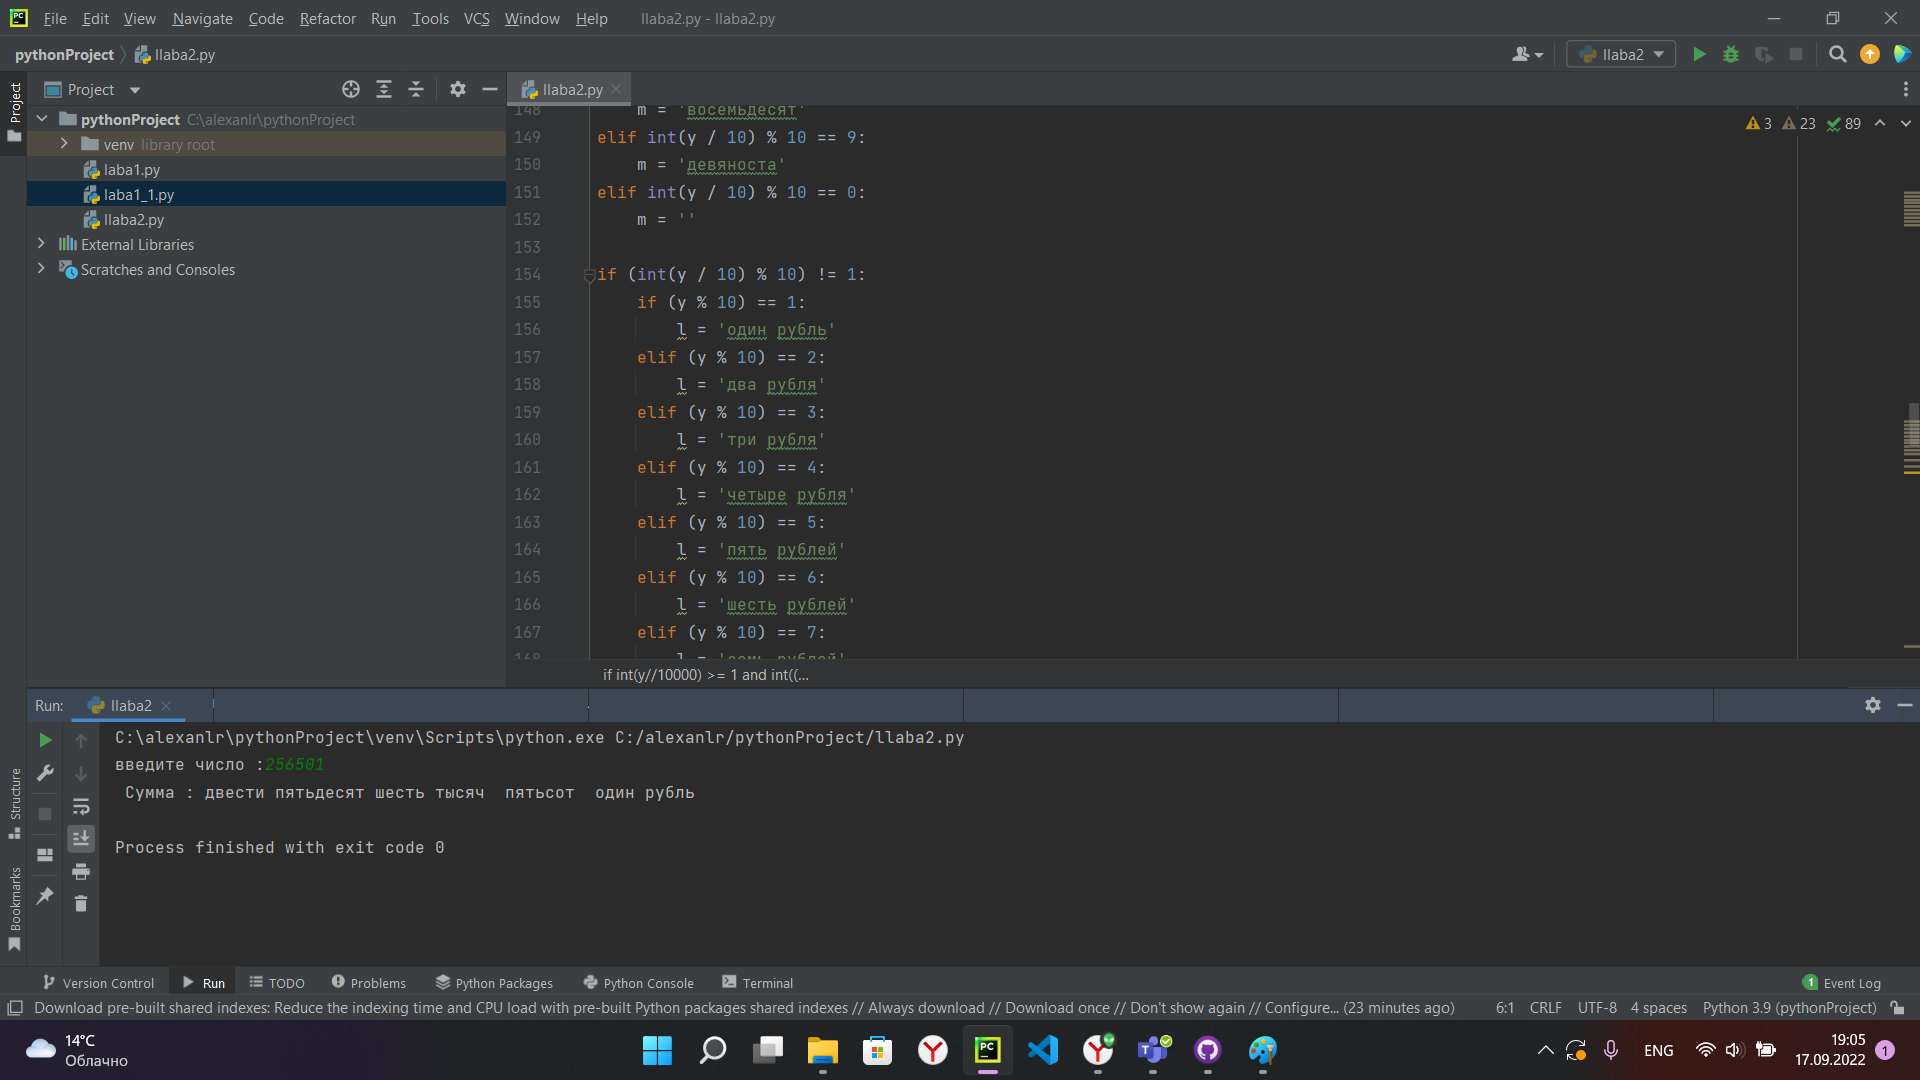 File Edit View Navigate Code Refactor Run Tools VCS Window Help llaba2.py - llaba2.py
pythonProject llaba2.py llaba2
Project llaba2.py
Project
pythonProject C:\alexanlr\pythonProject
venv library root
laba1.py
laba1_1.py
llaba2.py
External Libraries
Scratches and Consoles
3 23 89
148 m = 'восемьдесят'
149 elif int(y / 10) % 10 == 9:
150 m = 'девяноста'
151 elif int(y / 10) % 10 == 0:
152 m = ''
153
154 if (int(y / 10) % 10) != 1:
155 if (y % 10) == 1:
156 l = 'один рубль'
157 elif (y % 10) == 2:
158 l = 'два рубля'
159 elif (y % 10) == 3:
160 l = 'три рубля'
161 elif (y % 10) == 4:
162 l = 'четыре рубля'
163 elif (y % 10) == 5:
164 l = 'пять рублей'
165 elif (y % 10) == 6:
166 l = 'шесть рублей'
167 elif (y % 10) == 7:
168 l = 'семь рублей'
if int(y//10000) >= 1 and int((...
Run: llaba2
C:\alexanlr\pythonProject\venv\Scripts\python.exe C:/alexanlr/pythonProject/llaba2.py
введите число :256501
Сумма : двести пятьдесят шесть тысяч пятьсот один рубль
Process finished with exit code 0
Structure
Bookmarks
Version Control Run TODO Problems Python Packages Python Console Terminal 1 Event Log
Download pre-built shared indexes: Reduce the indexing time and CPU load with pre-built Python packages shared indexes // Always download // Download once // Don't show again // Configure... (23 minutes ago) 6:1 CRLF UTF-8 4 spaces Python 3.9 (pythonProject)
14°C
Облачно
ENG
19:05
17.09.2022
1